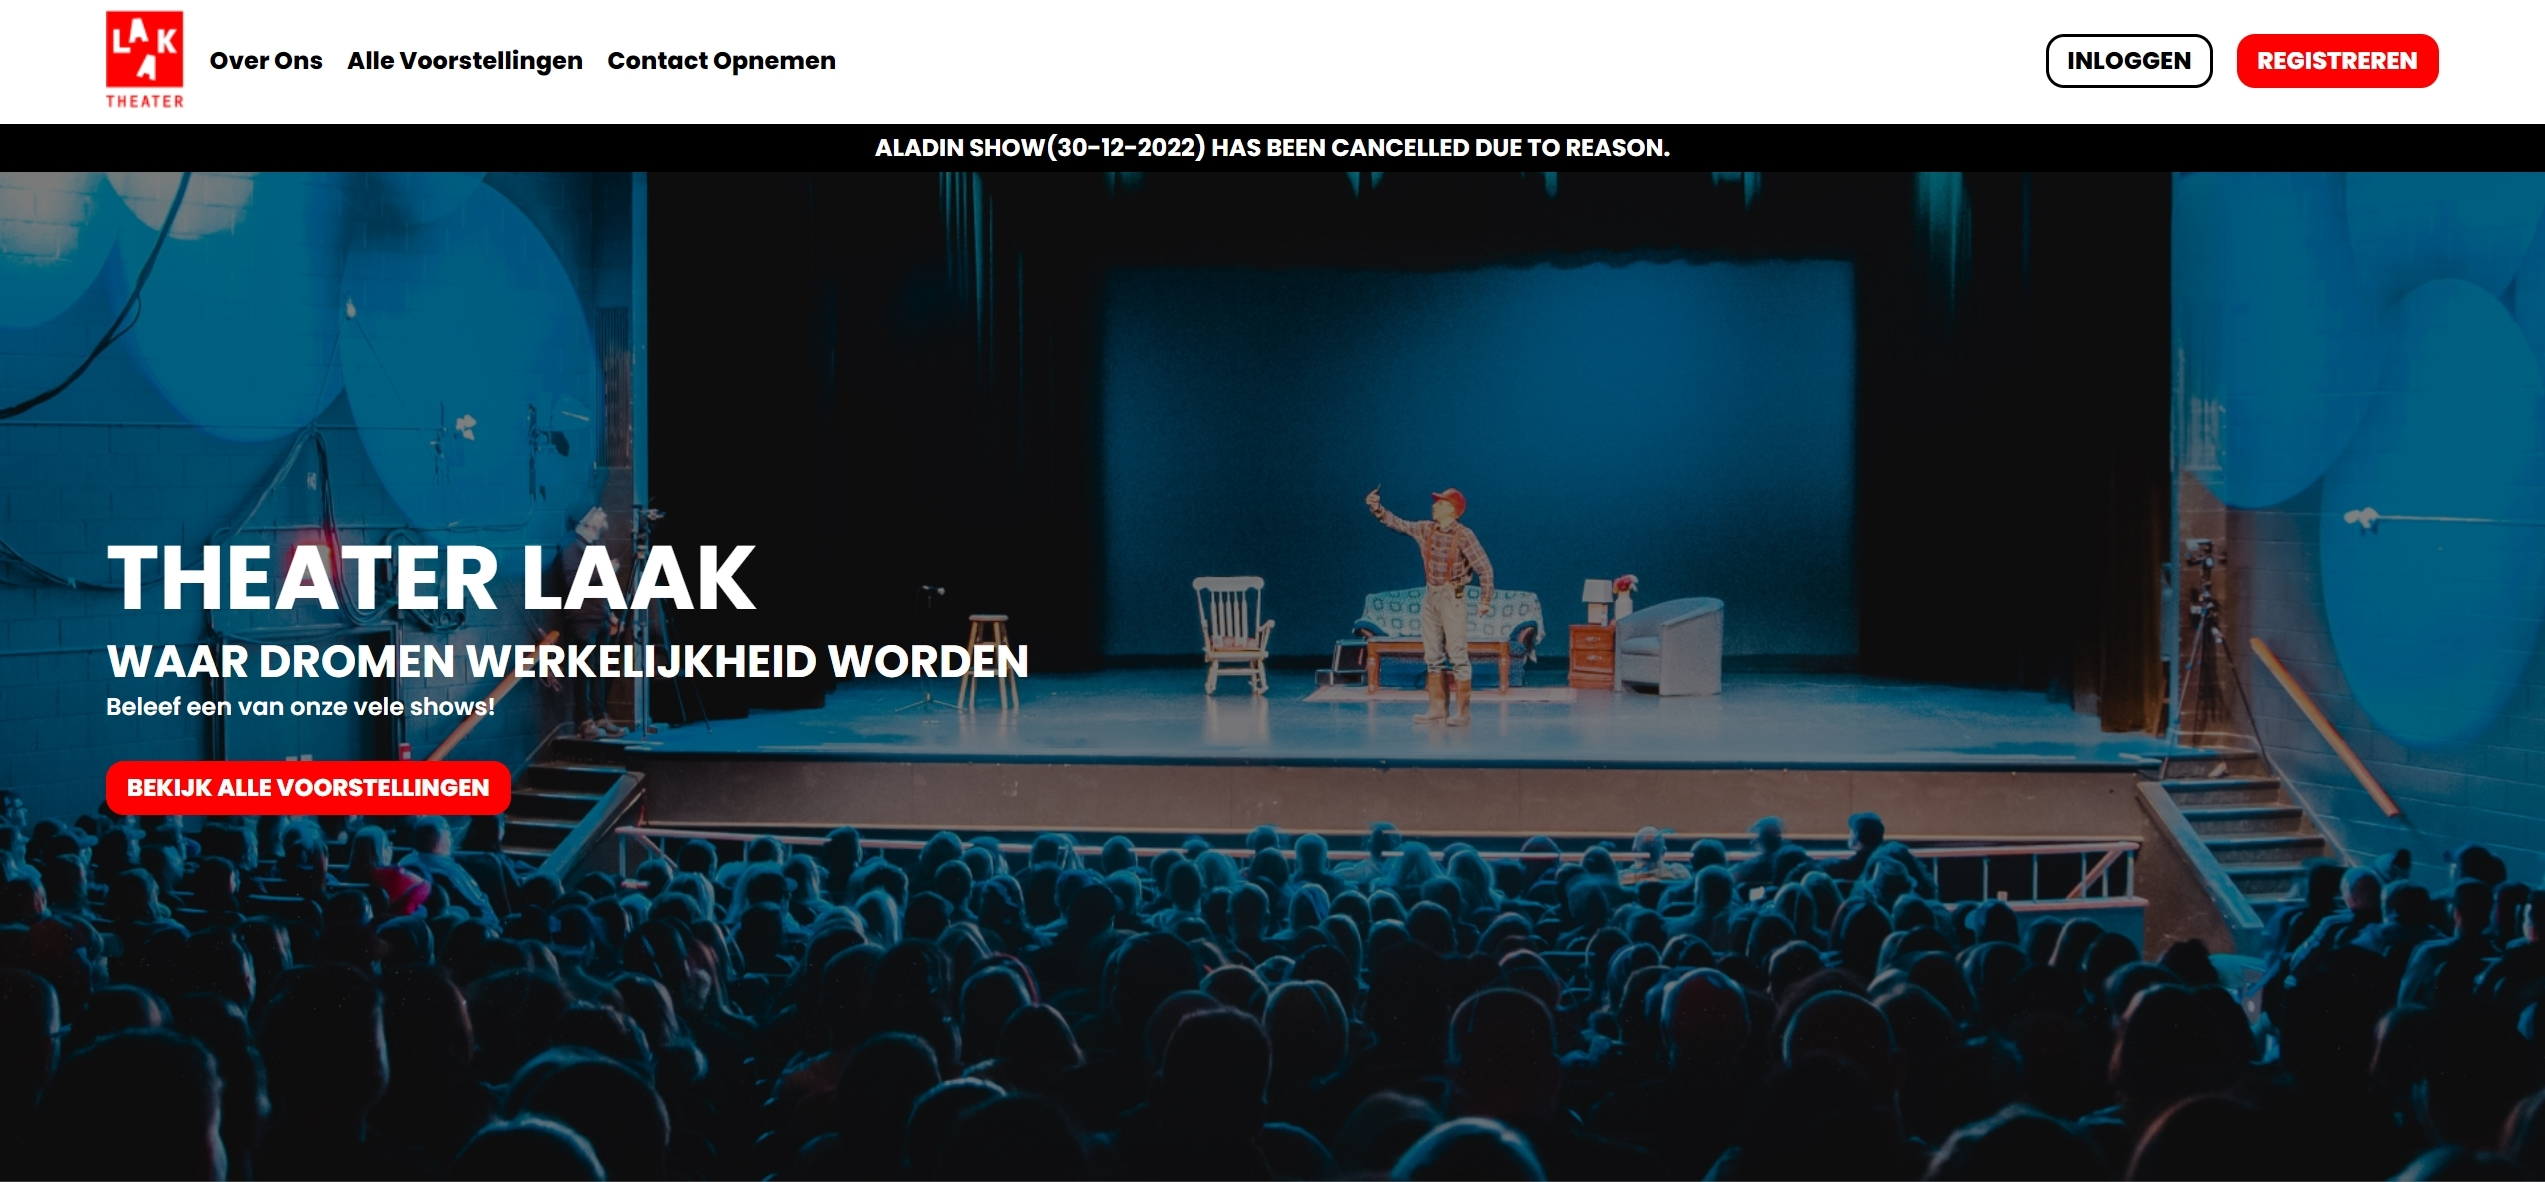 LAAK
THEATER
Over Ons
Alle Voorstellingen
Contact Opnemen
INLOGGEN
REGISTREREN
ALADIN SHOW(30-12-2022) HAS BEEN CANCELLED DUE TO REASON.
THEATER LAAK
WAAR DROMEN WERKELIJKHEID WORDEN
Beleef een van onze vele shows!
BEKIJK ALLE VOORSTELLINGEN